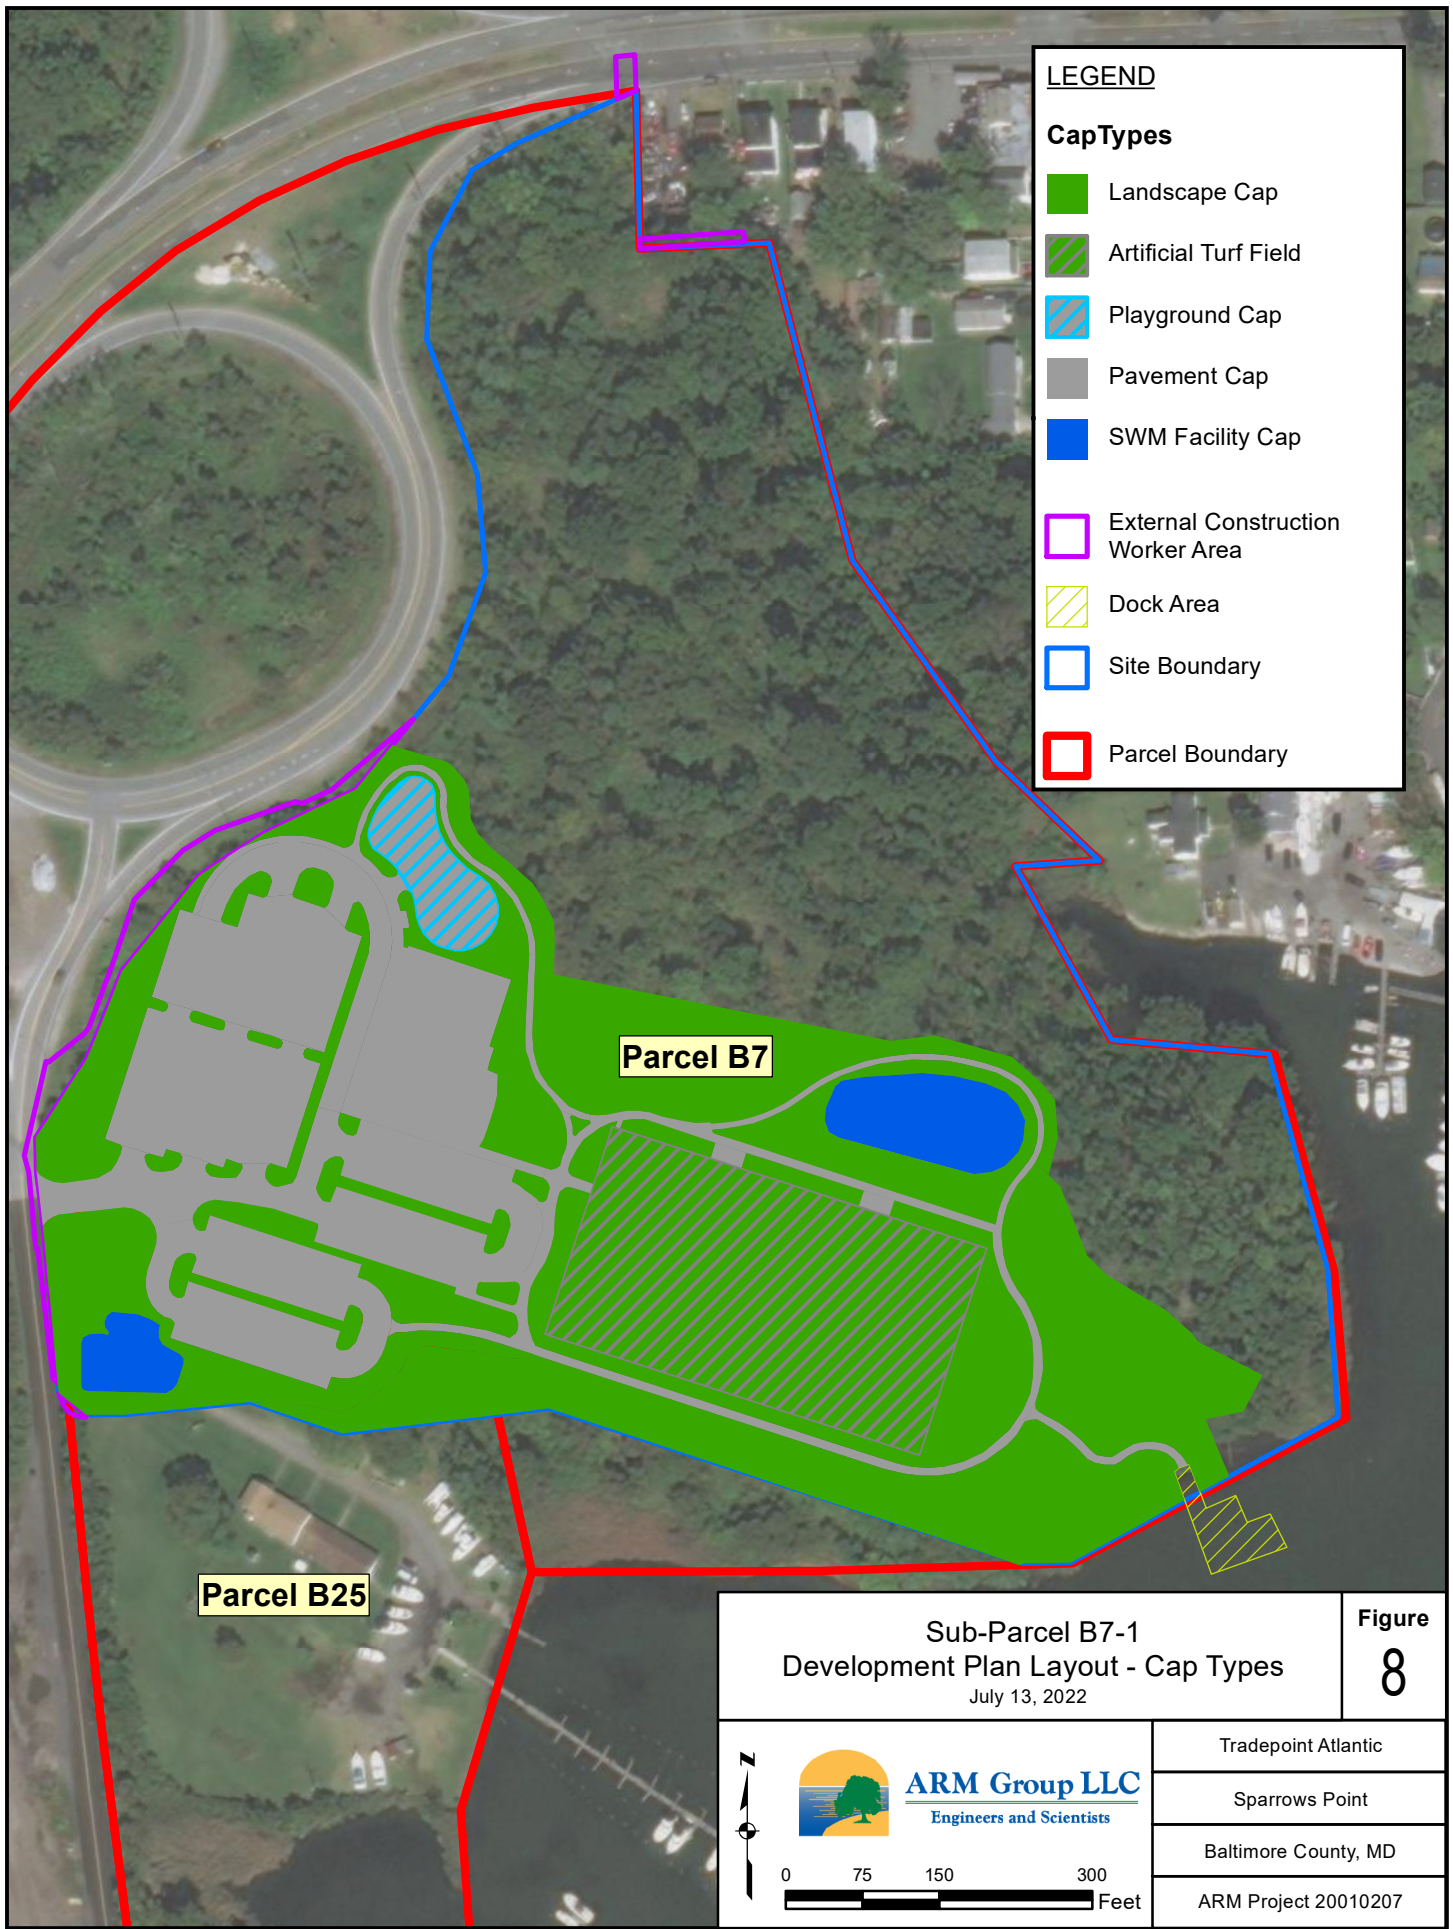 LEGEND
CapTypes
Landscape Cap
Artificial Turf Field
Playground Cap
Pavement Cap
SWM Facility Cap
External Construction
Worker Area
Dock Area
Site Boundary
Parcel Boundary
Parcel B7
Parcel B25
Sub-Parcel B7-1
Development Plan Layout - Cap Types
July 13, 2022
Figure
8
Z
ARM Group LLC
Engineers and Scientists
0 75 150 300
Feet
Tradepoint Atlantic
Sparrows Point
Baltimore County, MD
ARM Project 20010207